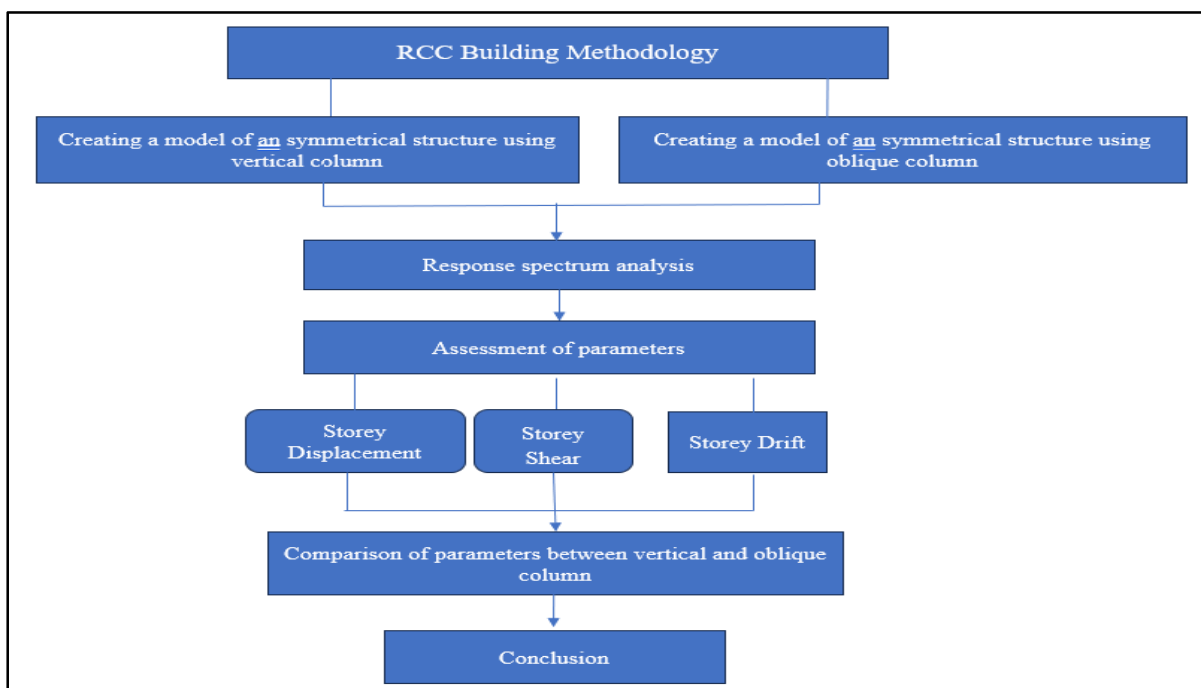 RCC Building Methodology
Creating a model of an symmetrical structure using
vertical column
Creating a model of an symmetrical structure using
oblique column
Response spectrum analysis
Assessment of parameters
Storey
Displacement
Storey
Shear
Storey Drift
Comparison of parameters between vertical and oblique
column
Conclusion